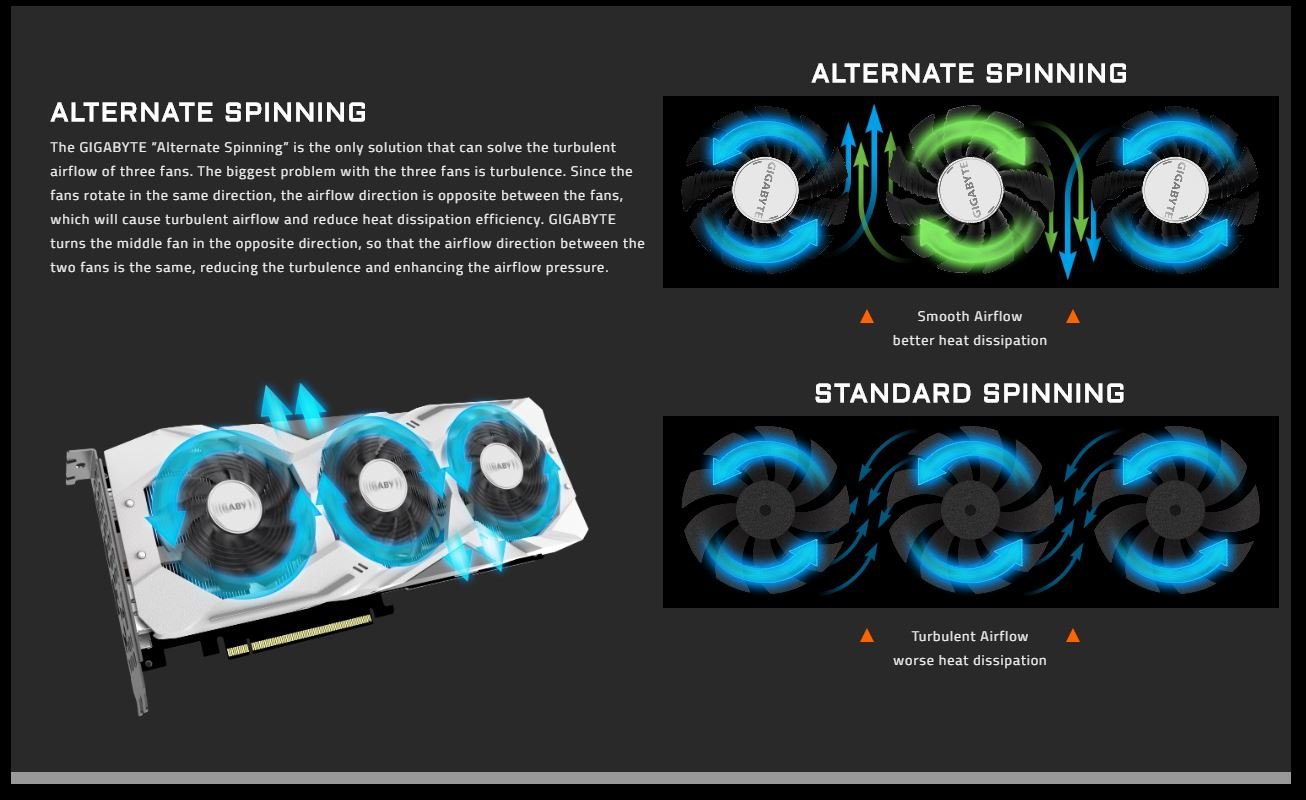 ALTERNATE SPINNING
The GIGABYTE "Alternate Spinning" is the only solution that can solve the turbulent
airflow of three fans. The biggest problem with the three fans is turbulence. Since the
fans rotate in the same direction, the airflow direction is opposite between the fans,
which will cause turbulent airflow and reduce heat dissipation efficiency. GIGABYTE
turns the middle fan in the opposite direction, so that the airflow direction between the
two fans is the same, reducing the turbulence and enhancing the airflow pressure.
ALTERNATE SPINNING
GIGABYTE
GIGABYTE
GIGABYTE
Smooth Airflow
better heat dissipation
STANDARD SPINNING
Turbulent Airflow
worse heat dissipation